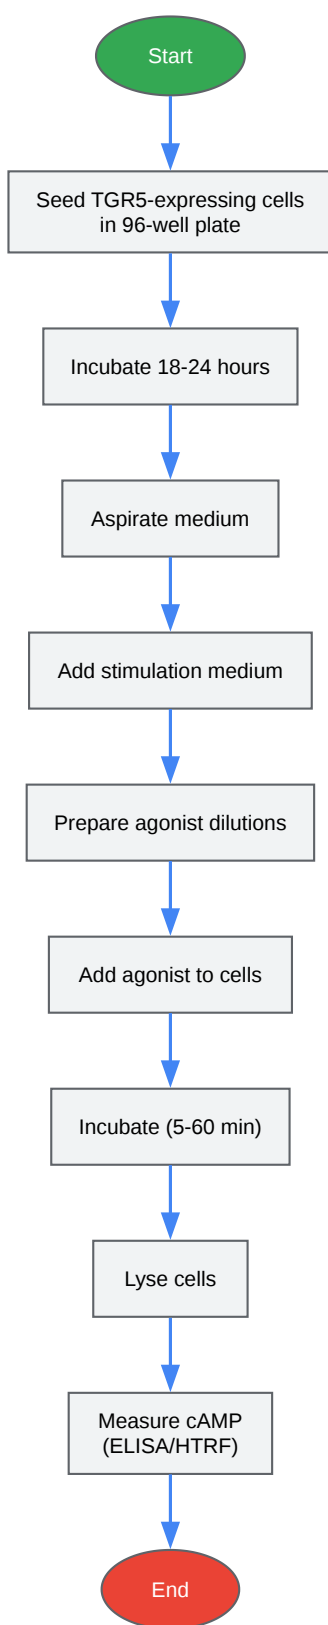 Start
Seed TGR5-expressing cells
in 96-well plate
Incubate 18-24 hours
Aspirate medium
Add stimulation medium
Prepare agonist dilutions
Add agonist to cells
Incubate (5-60 min)
Lyse cells
Measure cAMP
(ELISA/HTRF)
End